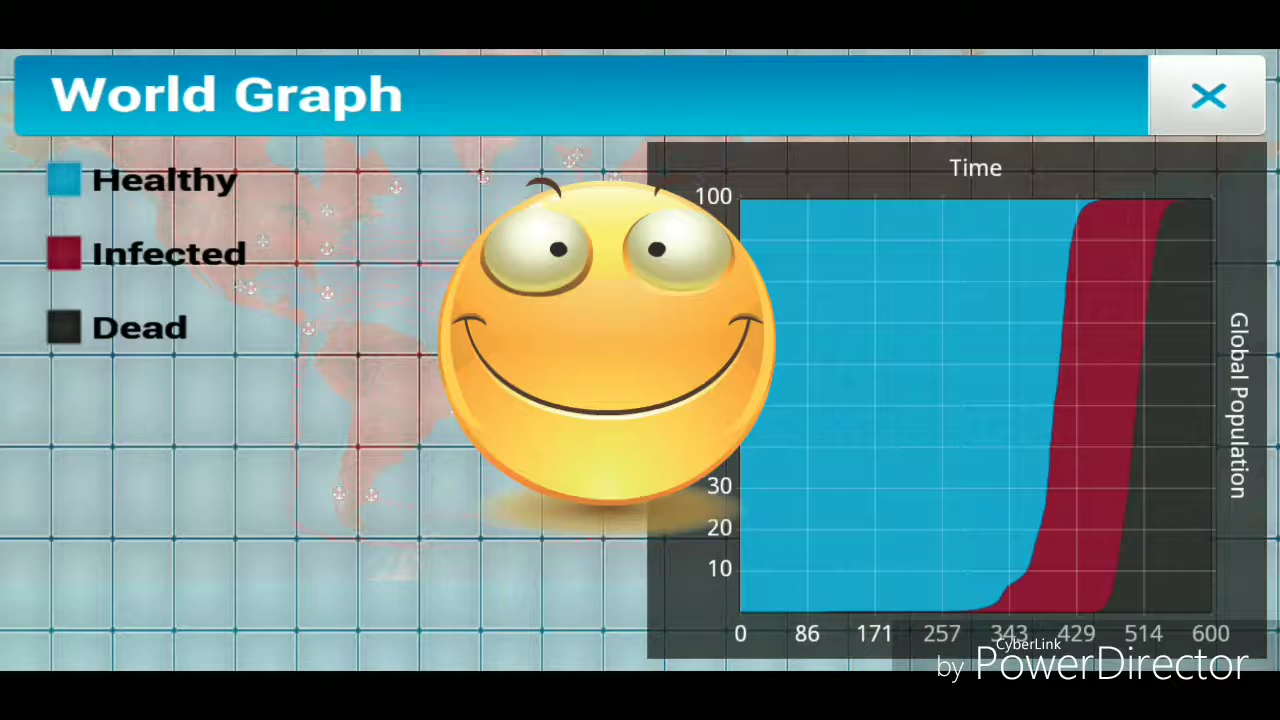 World Graph
Healthy
Infected
Dead
Time
100
30
20
10
0 86 171 257 343 429 514 600
Global Population
CyberLink
by PowerDirector